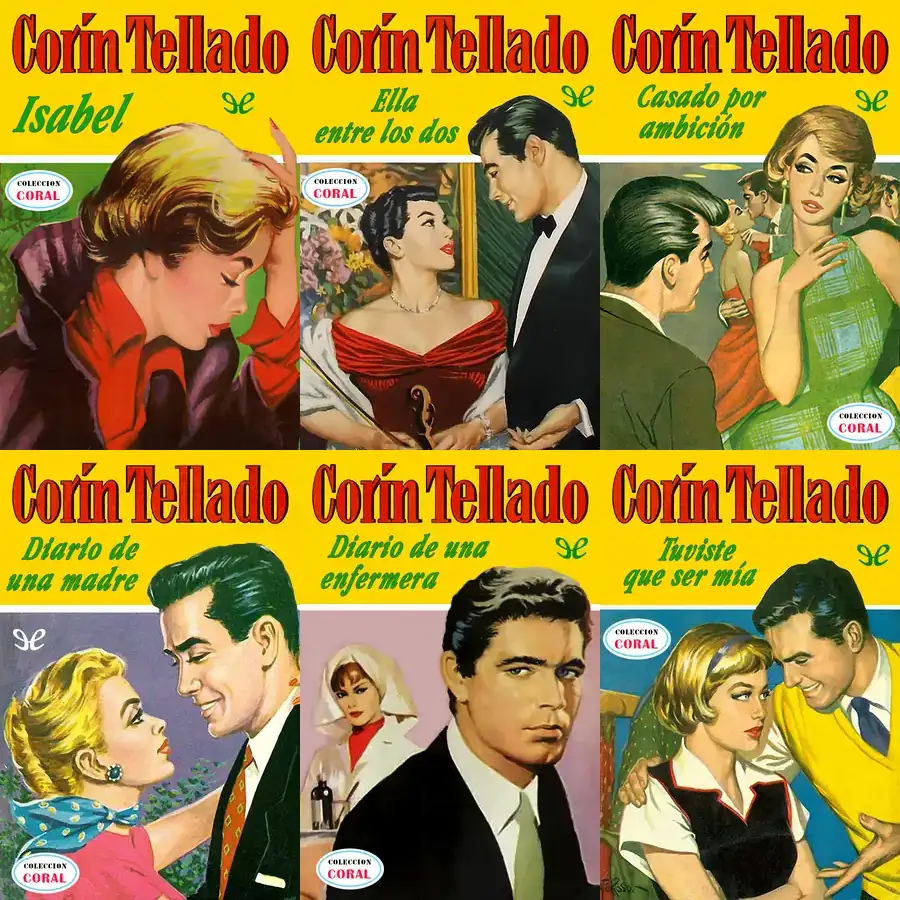 Corín Tellado
Isabel
COLECCION
CORAL
Corín Tellado
Ella
entre los dos
COLECCION
CORAL
Corín Tellado
Casado por
ambición
COLECCION
CORAL
Corín Tellado
Diario de
una madre
COLECCION
CORAL
Corín Tellado
Diario de una
enfermera
COLECCION
CORAL
Corín Tellado
Tuviste
que ser mía
COLECCION
CORAL